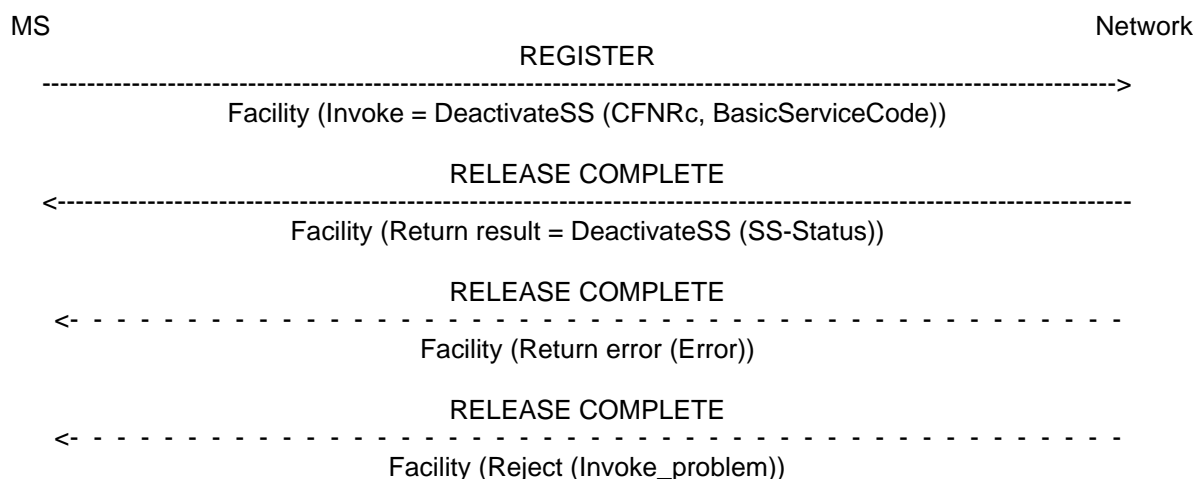 MS Network
REGISTER
Facility (Invoke = DeactivateSS (CFNRc, BasicServiceCode))
RELEASE COMPLETE
Facility (Return result = DeactivateSS (SS-Status))
RELEASE COMPLETE
Facility (Return error (Error))
RELEASE COMPLETE
Facility (Reject (Invoke_problem))